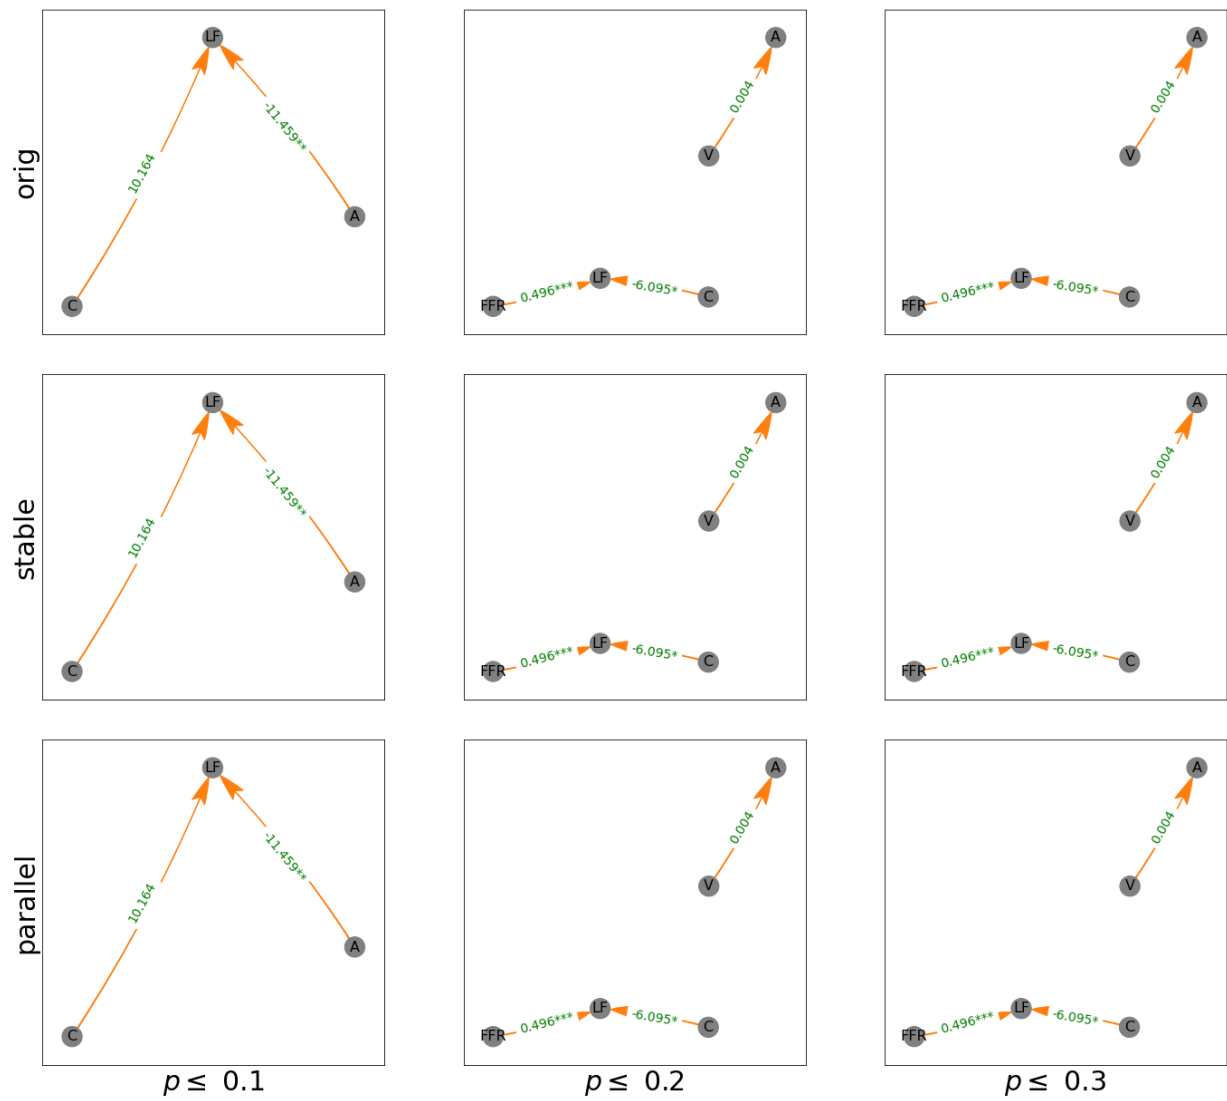 orig
LF
10.164
-11.459**
A
C
A
0.004
V
FFR
0.496***
LF
-6.095*
C
A
0.004
V
FFR
0.496***
LF
-6.095*
C
stable
LF
10.164
-11.459**
A
C
A
0.004
V
FFR
0.496***
LF
-6.095*
C
A
0.004
V
FFR
0.496***
LF
-6.095*
C
parallel
LF
10.164
-11.459**
A
C
A
0.004
V
FFR
0.496***
LF
-6.095*
C
A
0.004
V
FFR
0.496***
LF
-6.095*
C
p ≤ 0.1
p ≤ 0.2
p ≤ 0.3